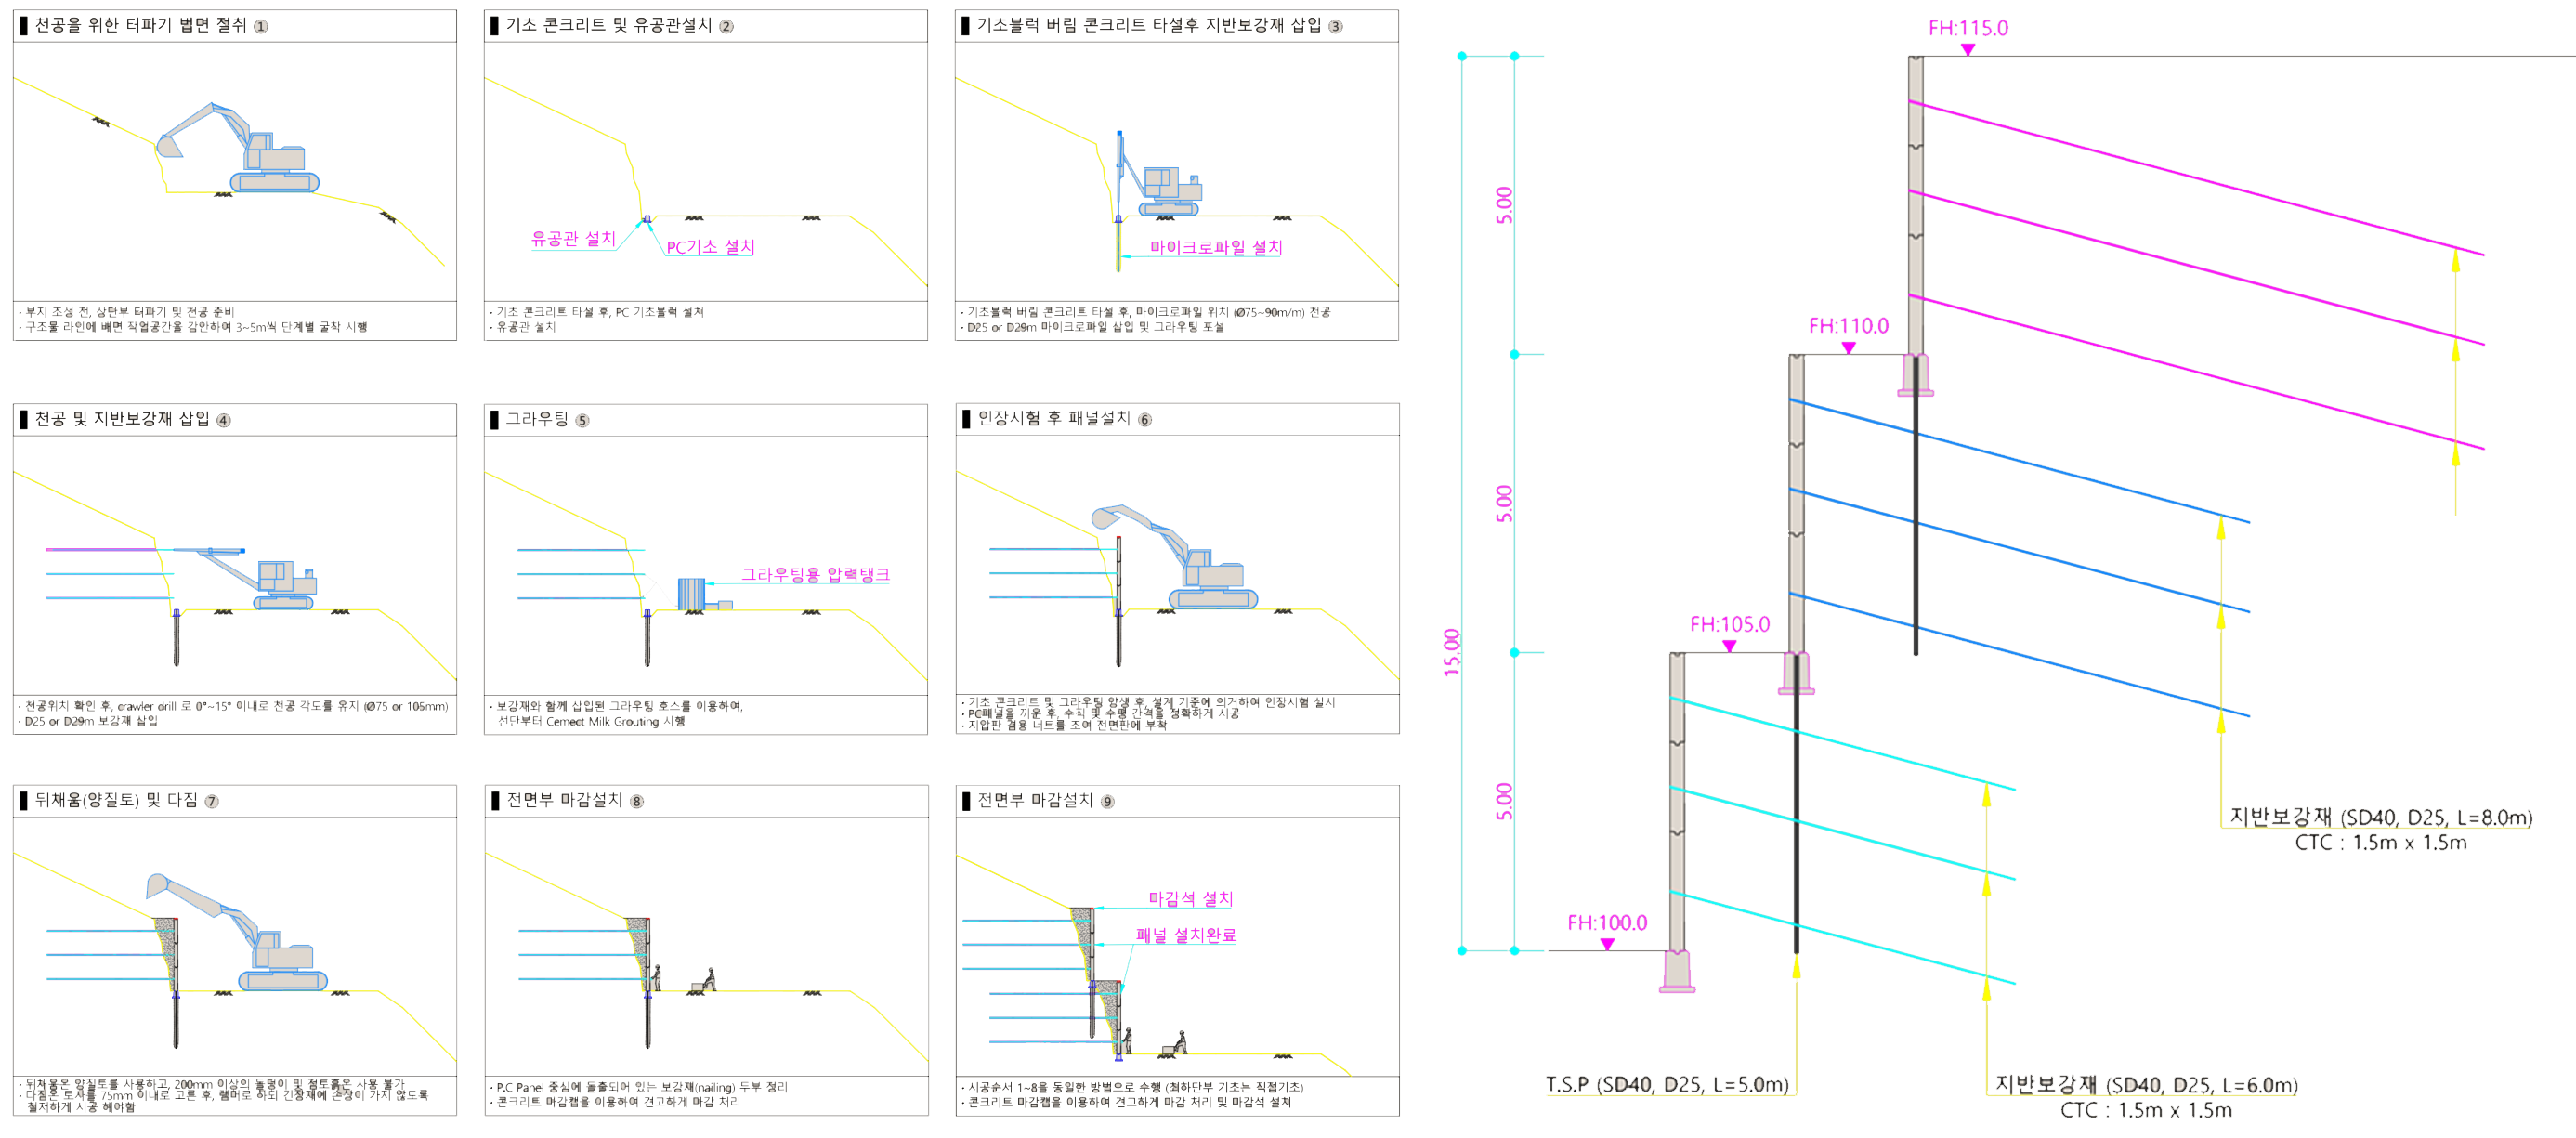 천공을 위한 터파기 법면 절취 ①
· 부지 조성 전, 상단부 터파기 및 천공 준비
· 구조물 라인에 배면 작업공간을 감안하여 3~5m씩 단계별 굴착 시행
기초 콘크리트 및 유공관설치 ②
유공관 설치
PC기초 설치
· 기초 콘크리트 타설 후, PC 기초블럭 설치
· 유공관 설치
기초블럭 버림 콘크리트 타설후 지반보강재 삽입 ③
마이크로파일 설치
· 기초블럭 버림 콘크리트 타설 후, 마이크로파일 위치 (Ø75~90m/m) 천공
· D25 or D29m 마이크로파일 삽입 및 그라우팅 포설
천공 및 지반보강재 삽입 ④
· 천공위치 확인 후, crawler drill 로 0°~15° 이내로 천공 각도를 유지 (Ø75 or 105mm)
· D25 or D29m 보강재 삽입
그라우팅 ⑤
그라우팅용 압력탱크
· 보강재와 함께 삽입된 그라우팅 호스를 이용하여,
선단부터 Cemect Milk Grouting 시행
인장시험 후 패널설치 ⑥
· 기초 콘크리트 및 그라우팅 양생 후, 설계 기준에 의거하여 인장시험 실시
· PC패널을 끼운 후, 수직 및 수평 간격을 정확하게 시공
· 지압판 겸용 너트를 조여 전면판에 부착
뒤채움(양질토) 및 다짐 ⑦
· 뒤채움은 양질토를 사용하고, 200mm 이상의 돌덩이 및 점토흙은 사용 불가
· 다짐은 토사를 75mm 이내로 고른 후, 램머로 하되 긴장재에 손상이 가지 않도록
철저하게 시공 해야함
전면부 마감설치 ⑧
· P.C Panel 중심에 돌출되어 있는 보강재(nailing) 두부 정리
· 콘크리트 마감캡을 이용하여 견고하게 마감 처리
전면부 마감설치 ⑨
마감석 설치
패널 설치완료
· 시공순서 1~8을 동일한 방법으로 수행 (최하단부 기초는 직접기초)
· 콘크리트 마감캡을 이용하여 견고하게 마감 처리 및 마감석 설치
FH:115.0
5.00
FH:110.0
5.00
15.00
FH:105.0
5.00
FH:100.0
지반보강재 (SD40, D25, L=8.0m)
CTC : 1.5m x 1.5m
T.S.P (SD40, D25, L=5.0m)
지반보강재 (SD40, D25, L=6.0m)
CTC : 1.5m x 1.5m